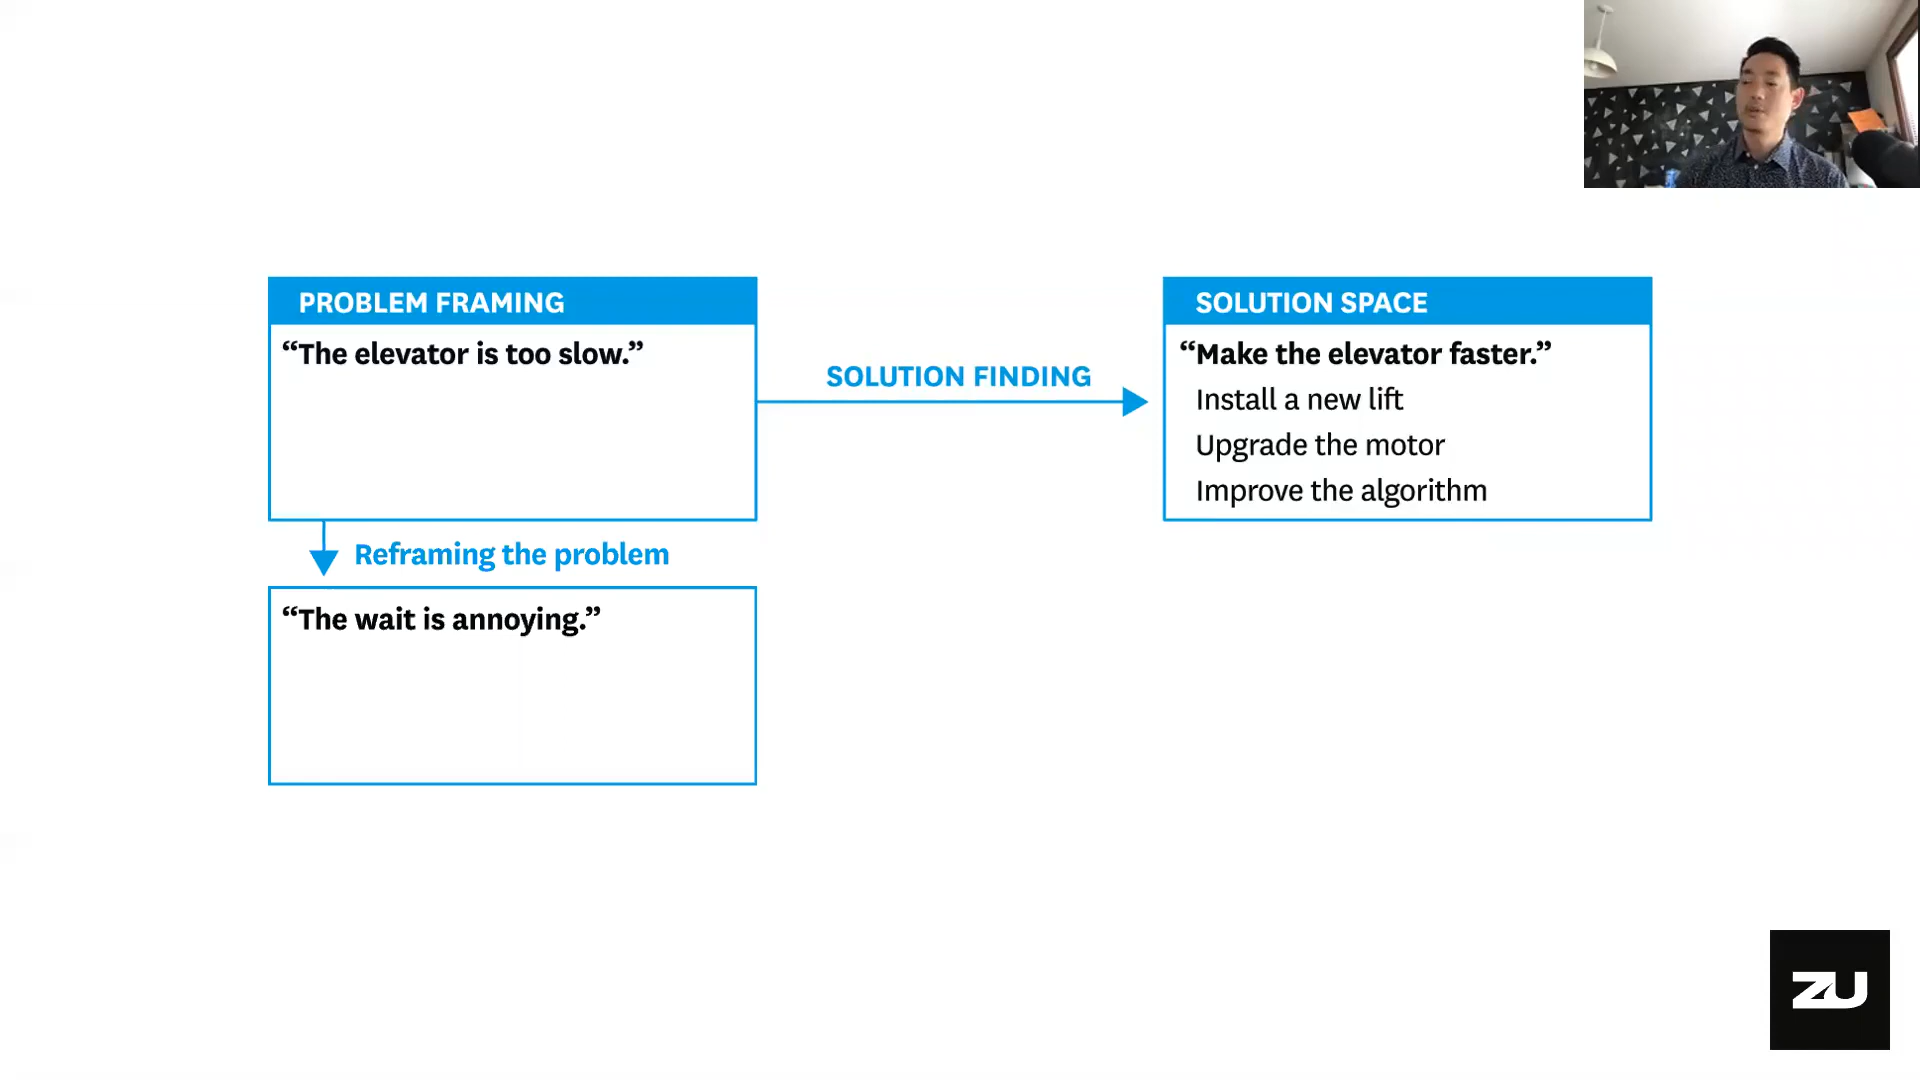 PROBLEM FRAMING
“The elevator is too slow.”
SOLUTION FINDING
SOLUTION SPACE
“Make the elevator faster.”
Install a new lift
Upgrade the motor
Improve the algorithm
Reframing the problem
“The wait is annoying.”
ZU